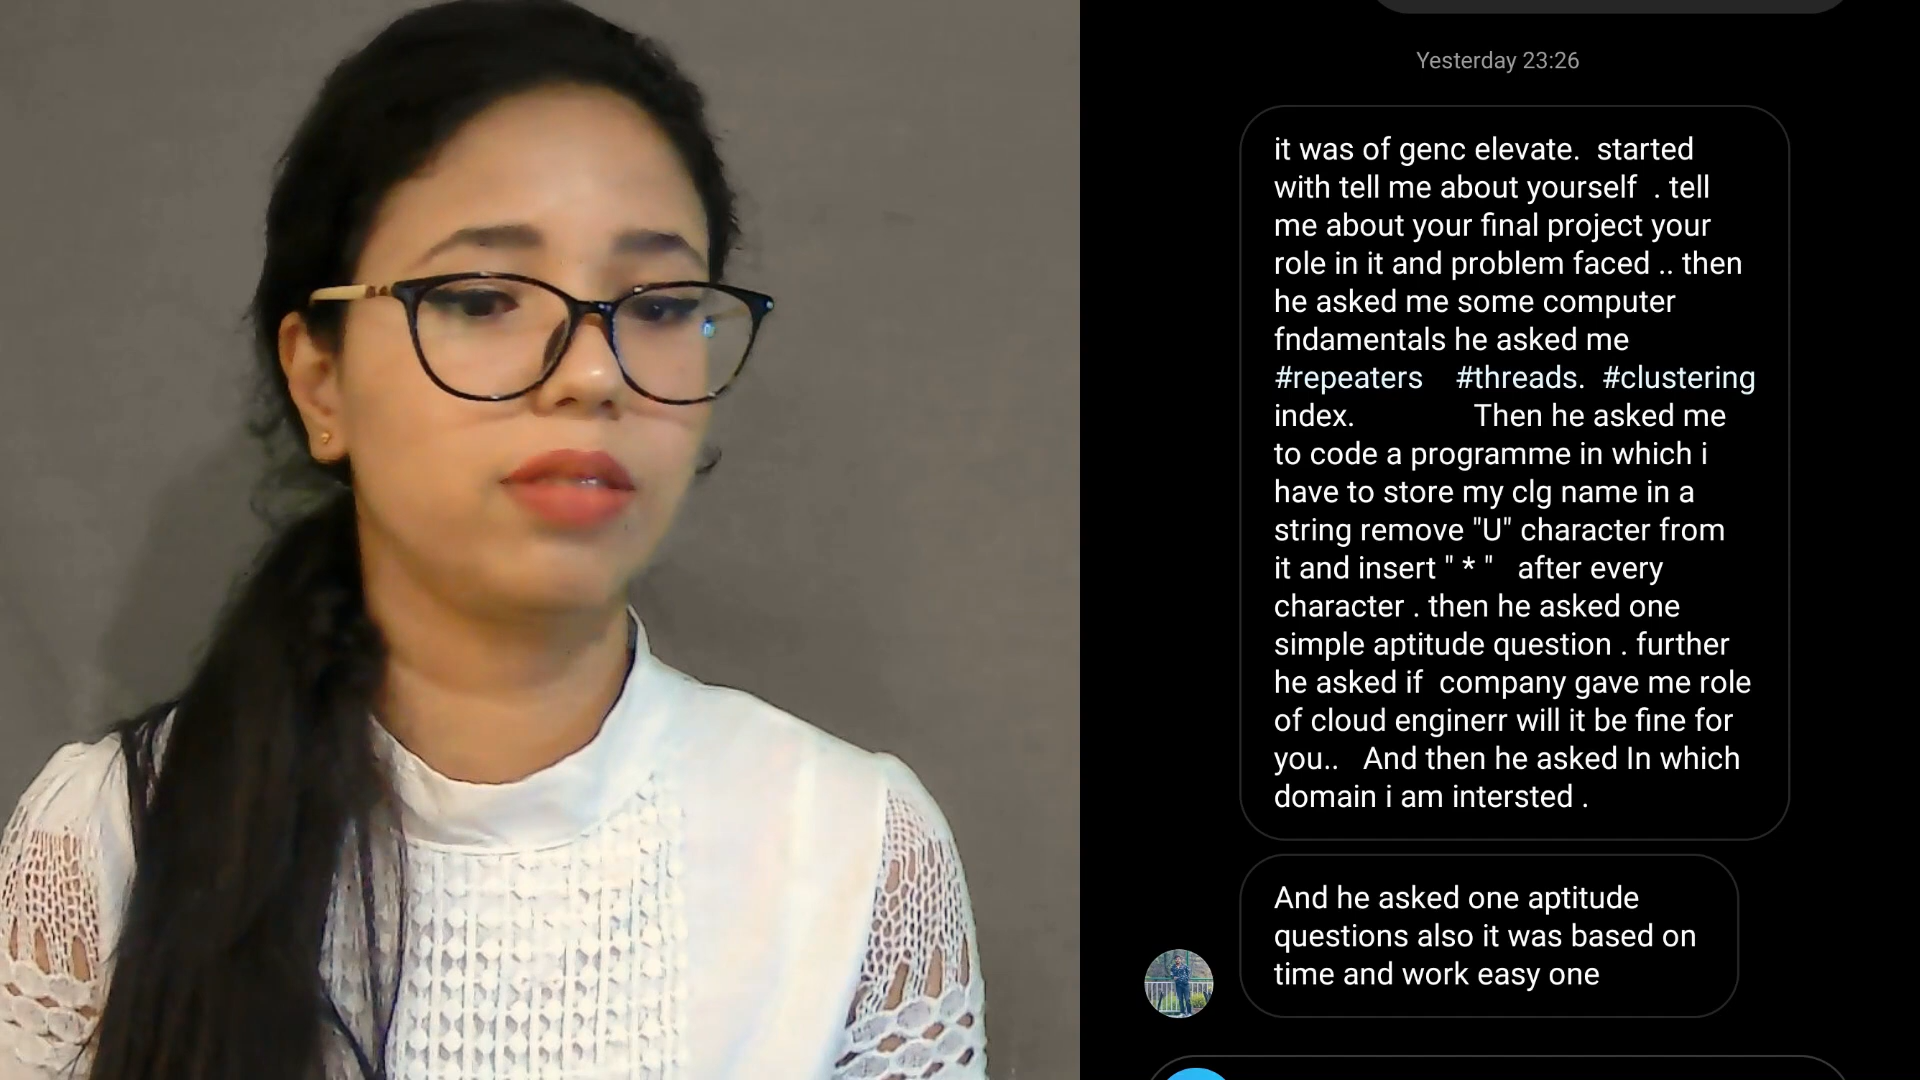 Yesterday 23:26
it was of genc elevate.  started
with tell me about yourself  . tell
me about your final project your
role in it and problem faced .. then
he asked me some computer
fndamentals he asked me
#repeaters    #threads.  #clustering
index.               Then he asked me
to code a programme in which i
have to store my clg name in a
string remove "U" character from
it and insert " * "   after every
character . then he asked one
simple aptitude question . further
he asked if  company gave me role
of cloud enginerr will it be fine for
you..   And then he asked In which
domain i am intersted .
And he asked one aptitude
questions also it was based on
time and work easy one